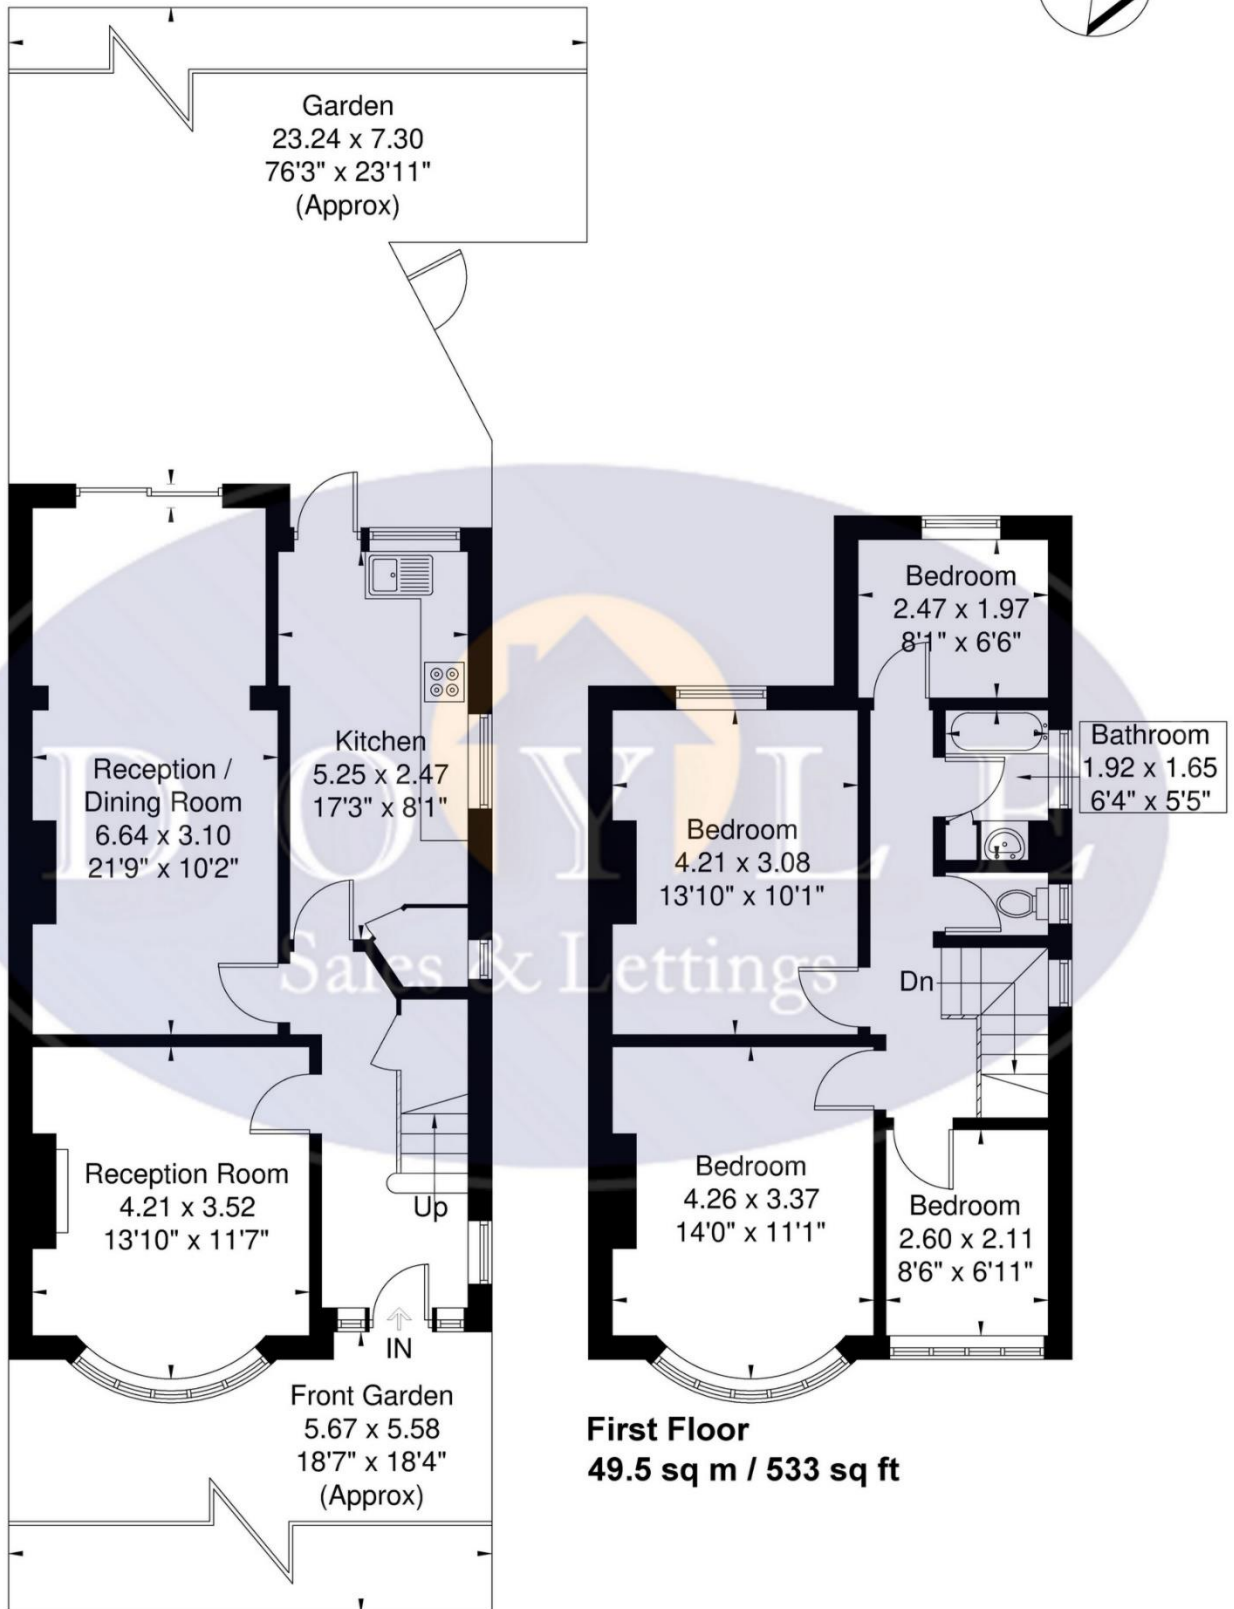 Garden
23.24 x 7.30
76'3" x 23'11"
(Approx)
Reception /
Dining Room
6.64 x 3.10
21'9" x 10'2"
Kitchen
5.25 x 2.47
17'3" x 8'1"
Reception Room
4.21 x 3.52
13'10" x 11'7"
Up
IN
Front Garden
5.67 x 5.58
18'7" x 18'4"
(Approx)
Bedroom
2.47 x 1.97
8'1" x 6'6"
Bathroom
1.92 x 1.65
6'4" x 5'5"
Bedroom
4.21 x 3.08
13'10" x 10'1"
Dn
Bedroom
4.26 x 3.37
14'0" x 11'1"
Bedroom
2.60 x 2.11
8'6" x 6'11"
First Floor
49.5 sq m / 533 sq ft
DOYLE
Sales & Lettings